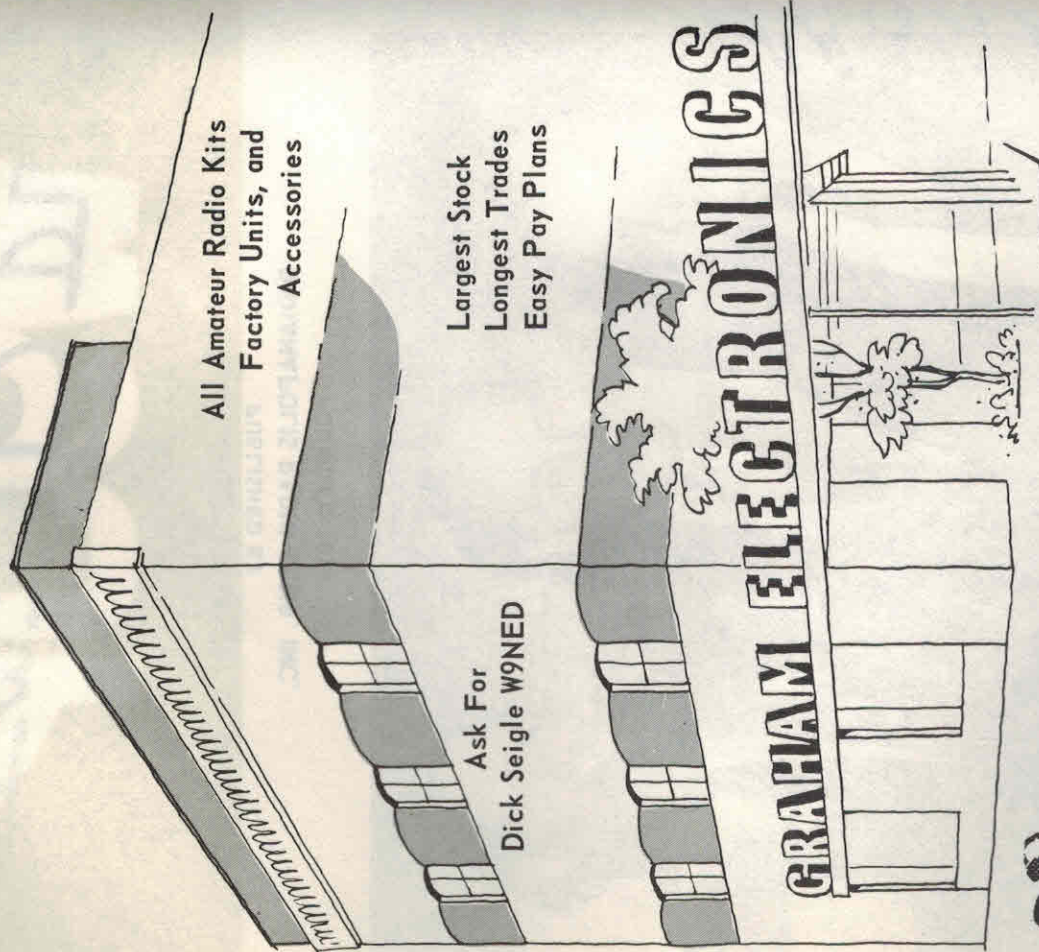 All Amateur Radio Kits
Factory Units, and
Accessories
Largest Stock
Longest Trades
Easy Pay Plans
Ask For
Dick Seigle W9NED
GRAHAM ELECTRONICS